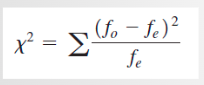 χ² = Σ (fₒ − fₑ)² / fₑ